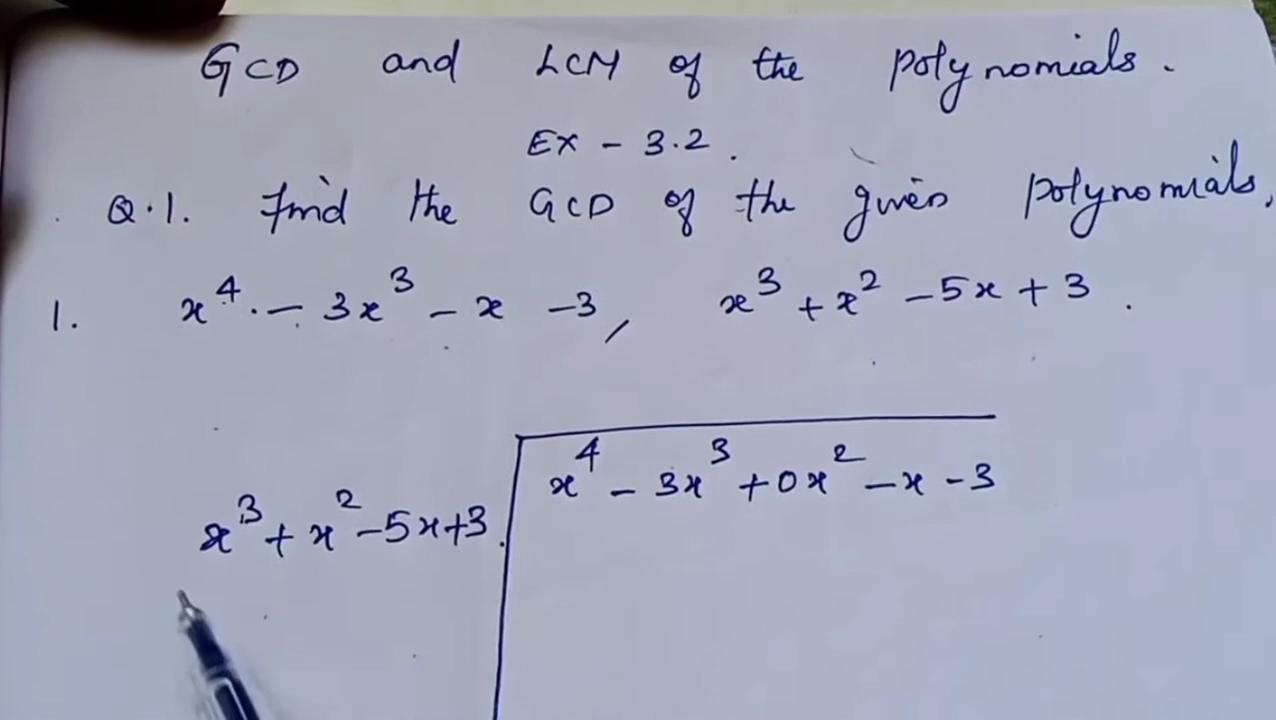 GCD and LCM of the polynomials.
Ex - 3.2.
Q.1. Find the GCD of the given polynomials,
1. x⁴ - 3x³ - x - 3, x³ + x² - 5x + 3.
x⁴ - 3x³ + 0x² - x - 3
x³ + x² - 5x + 3